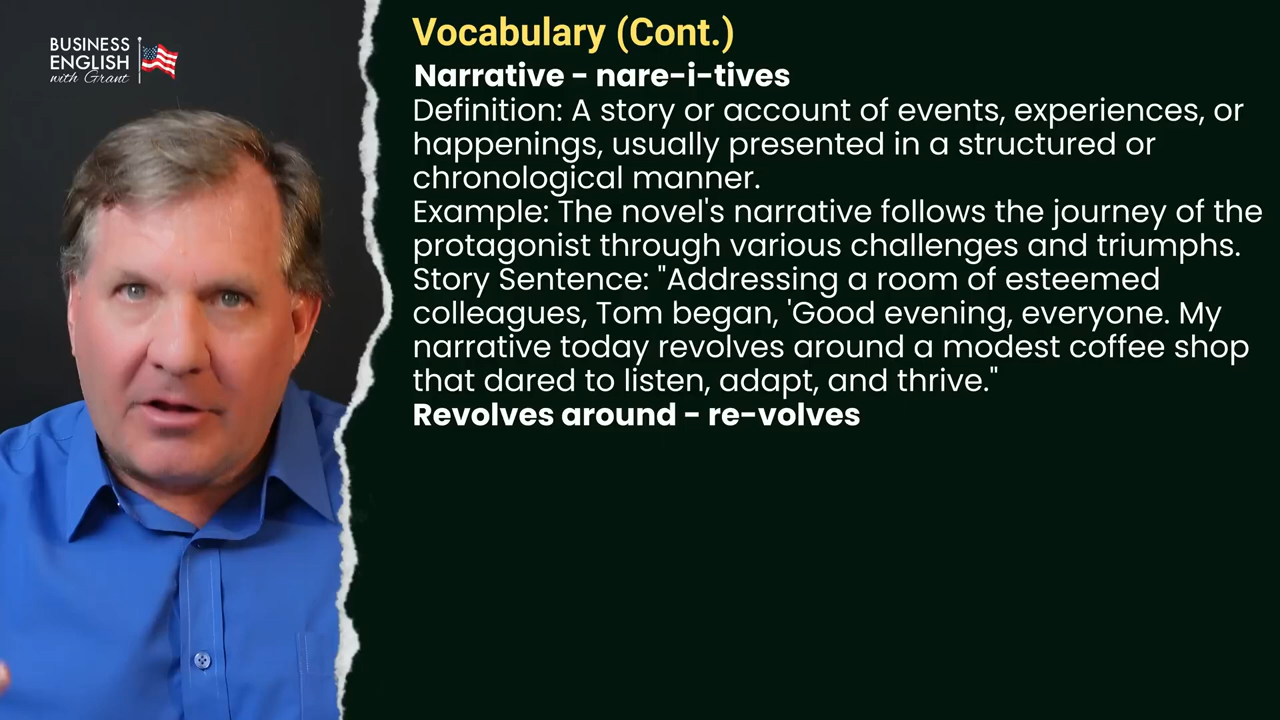 BUSINESS
ENGLISH
with Grant
Vocabulary (Cont.)
Narrative - nare-i-tives
Definition: A story or account of events, experiences, or
happenings, usually presented in a structured or
chronological manner.
Example: The novel's narrative follows the journey of the
protagonist through various challenges and triumphs.
Story Sentence: "Addressing a room of esteemed
colleagues, Tom began, 'Good evening, everyone. My
narrative today revolves around a modest coffee shop
that dared to listen, adapt, and thrive."
Revolves around - re-volves